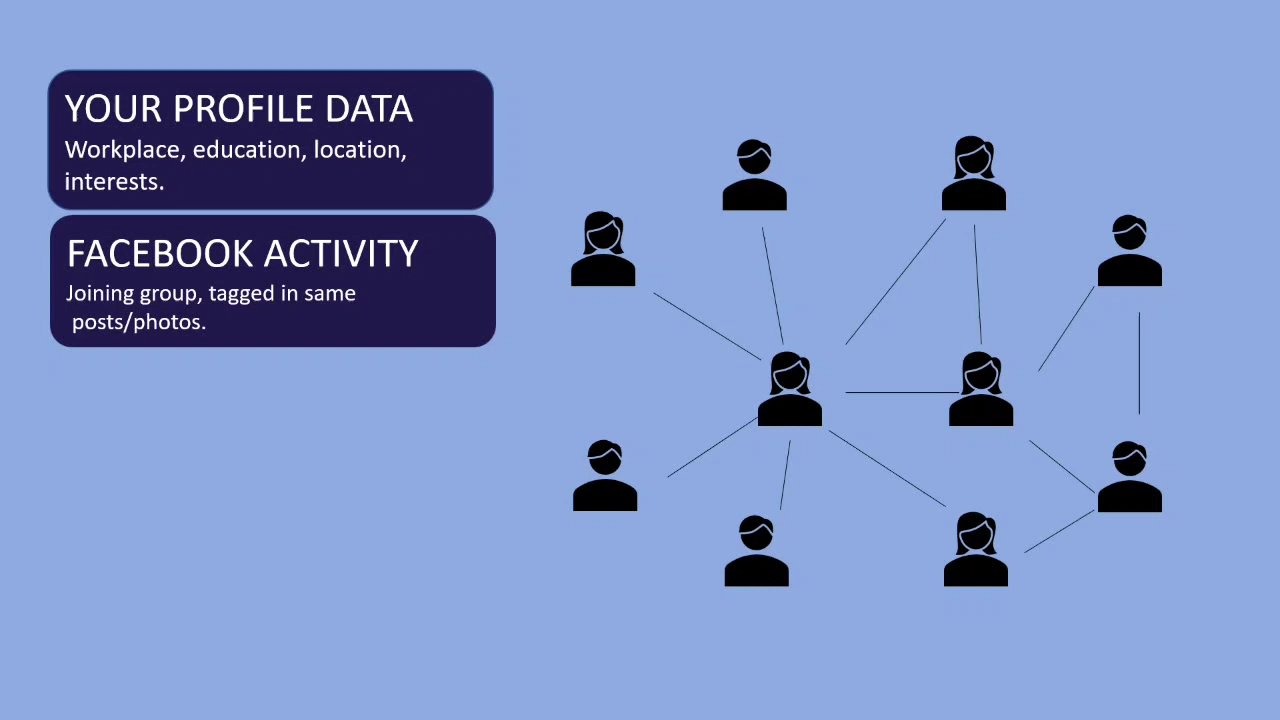 YOUR PROFILE DATA
Workplace, education, location,
interests.
FACEBOOK ACTIVITY
Joining group, tagged in same
posts/photos.